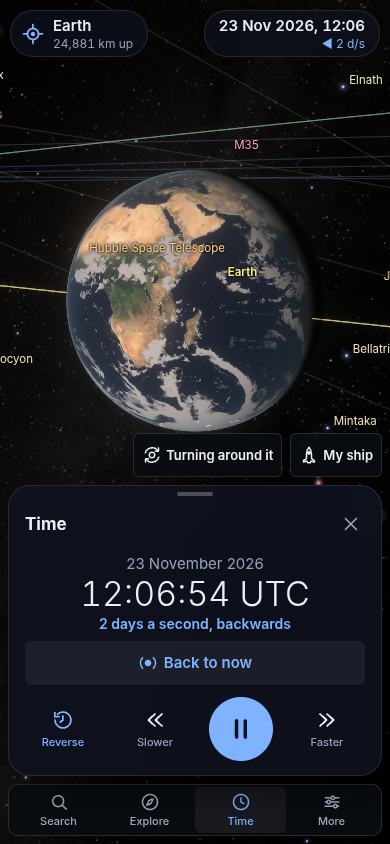 Earth
24,881 km up
23 Nov 2026, 12:06
◀ 2 d/s
Elnath
M35
Hubble Space Telescope
Earth
ocyon
Bellatri
Mintaka
Turning around it
My ship
Time
23 November 2026
12:06:54 UTC
2 days a second, backwards
Back to now
Reverse
Slower
Faster
Search
Explore
Time
More